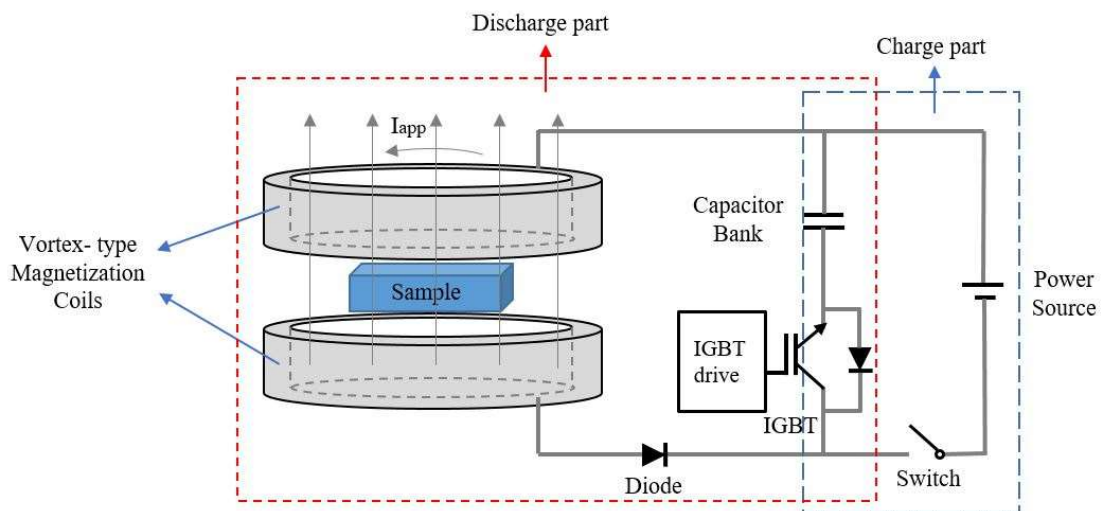 Discharge part
Charge part
Iapp
Capacitor
Bank
Vortex- type
Magnetization
Coils
Sample
Power
Source
IGBT
drive
IGBT
Diode
Switch